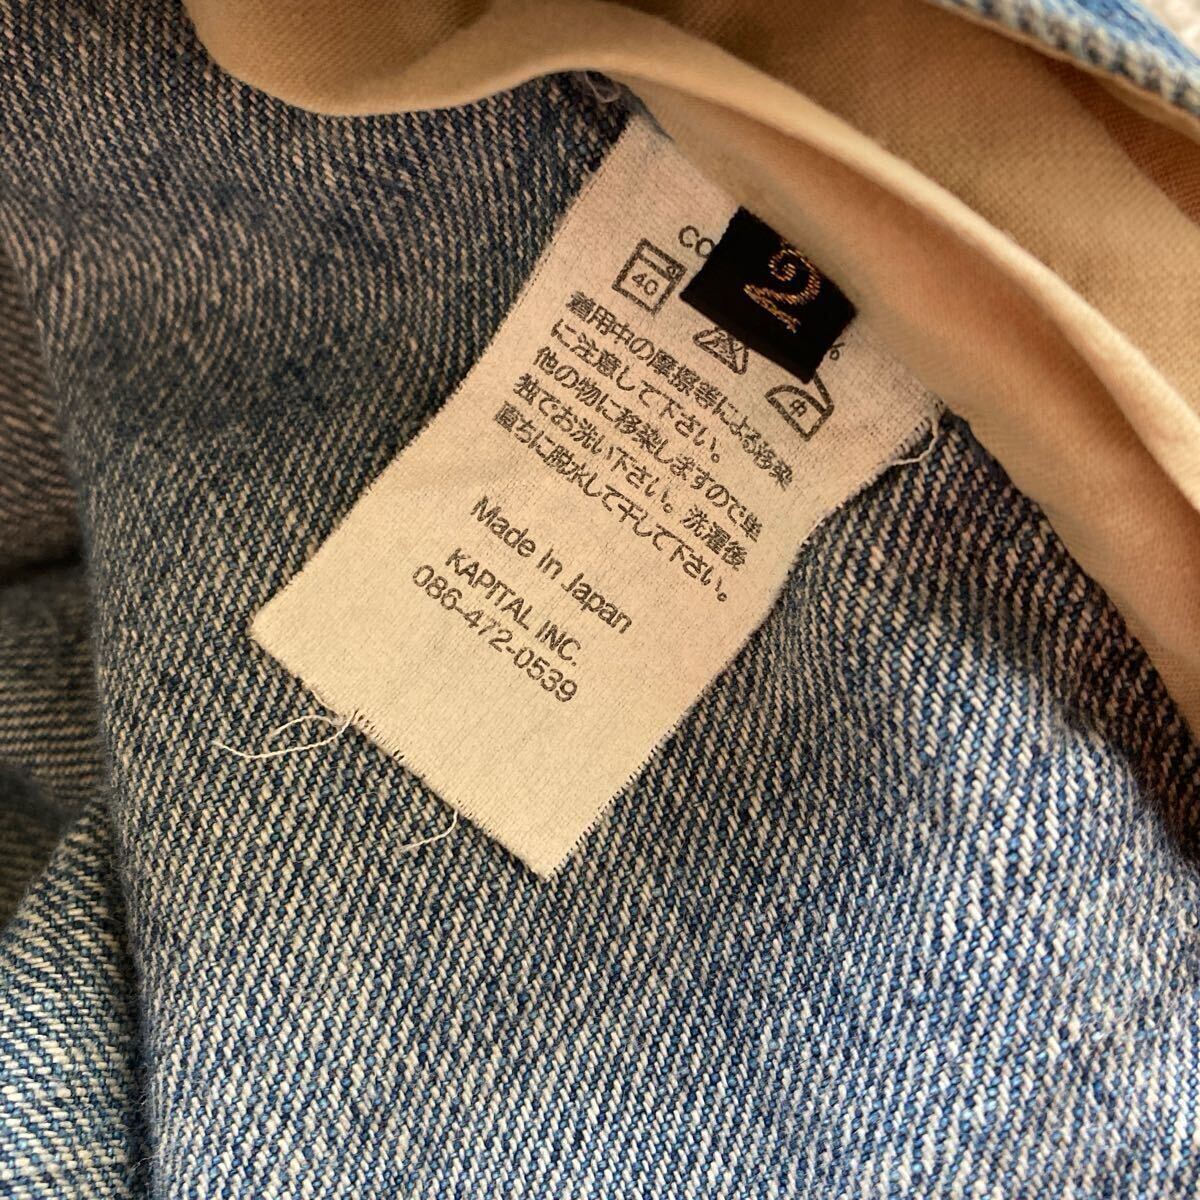 CO
2
%
40
中
着用中の摩擦等による移染
に注意して下さい。
他の物に移染しますので単
独でお洗い下さい。洗濯後
直ちに脱水して干して下さい。
Made in Japan
KAPITAL INC.
086-472-0539